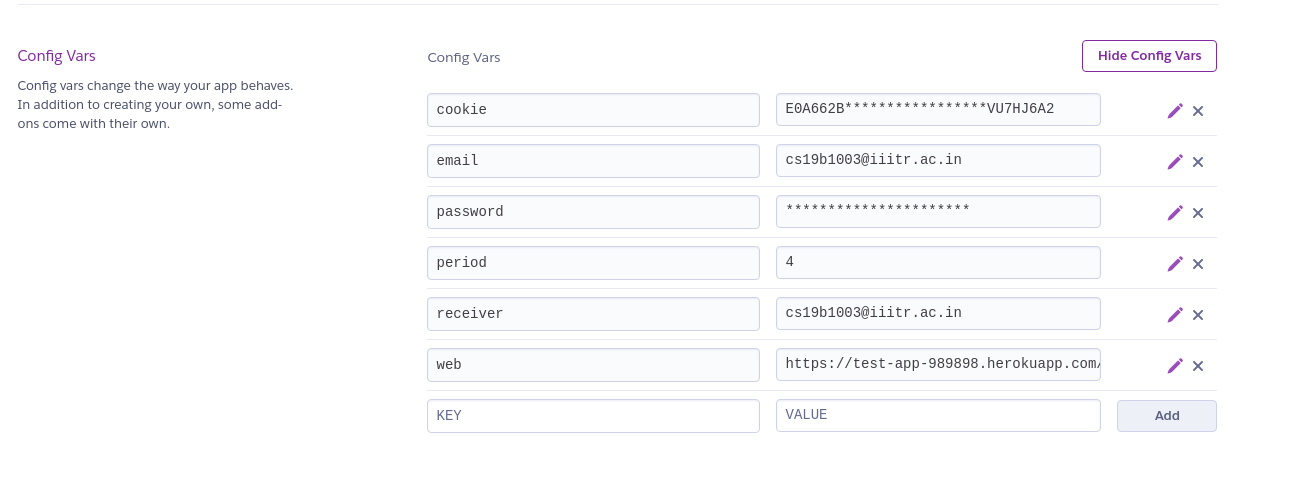 Config Vars
Config vars change the way your app behaves.
In addition to creating your own, some add-
ons come with their own.
Config Vars
Hide Config Vars
cookie E0A662B*****************VU7HJ6A2
email cs19b1003@iiitr.ac.in
password **********************
period 4
receiver cs19b1003@iiitr.ac.in
web https://test-app-989898.herokuapp.com/
KEY VALUE Add